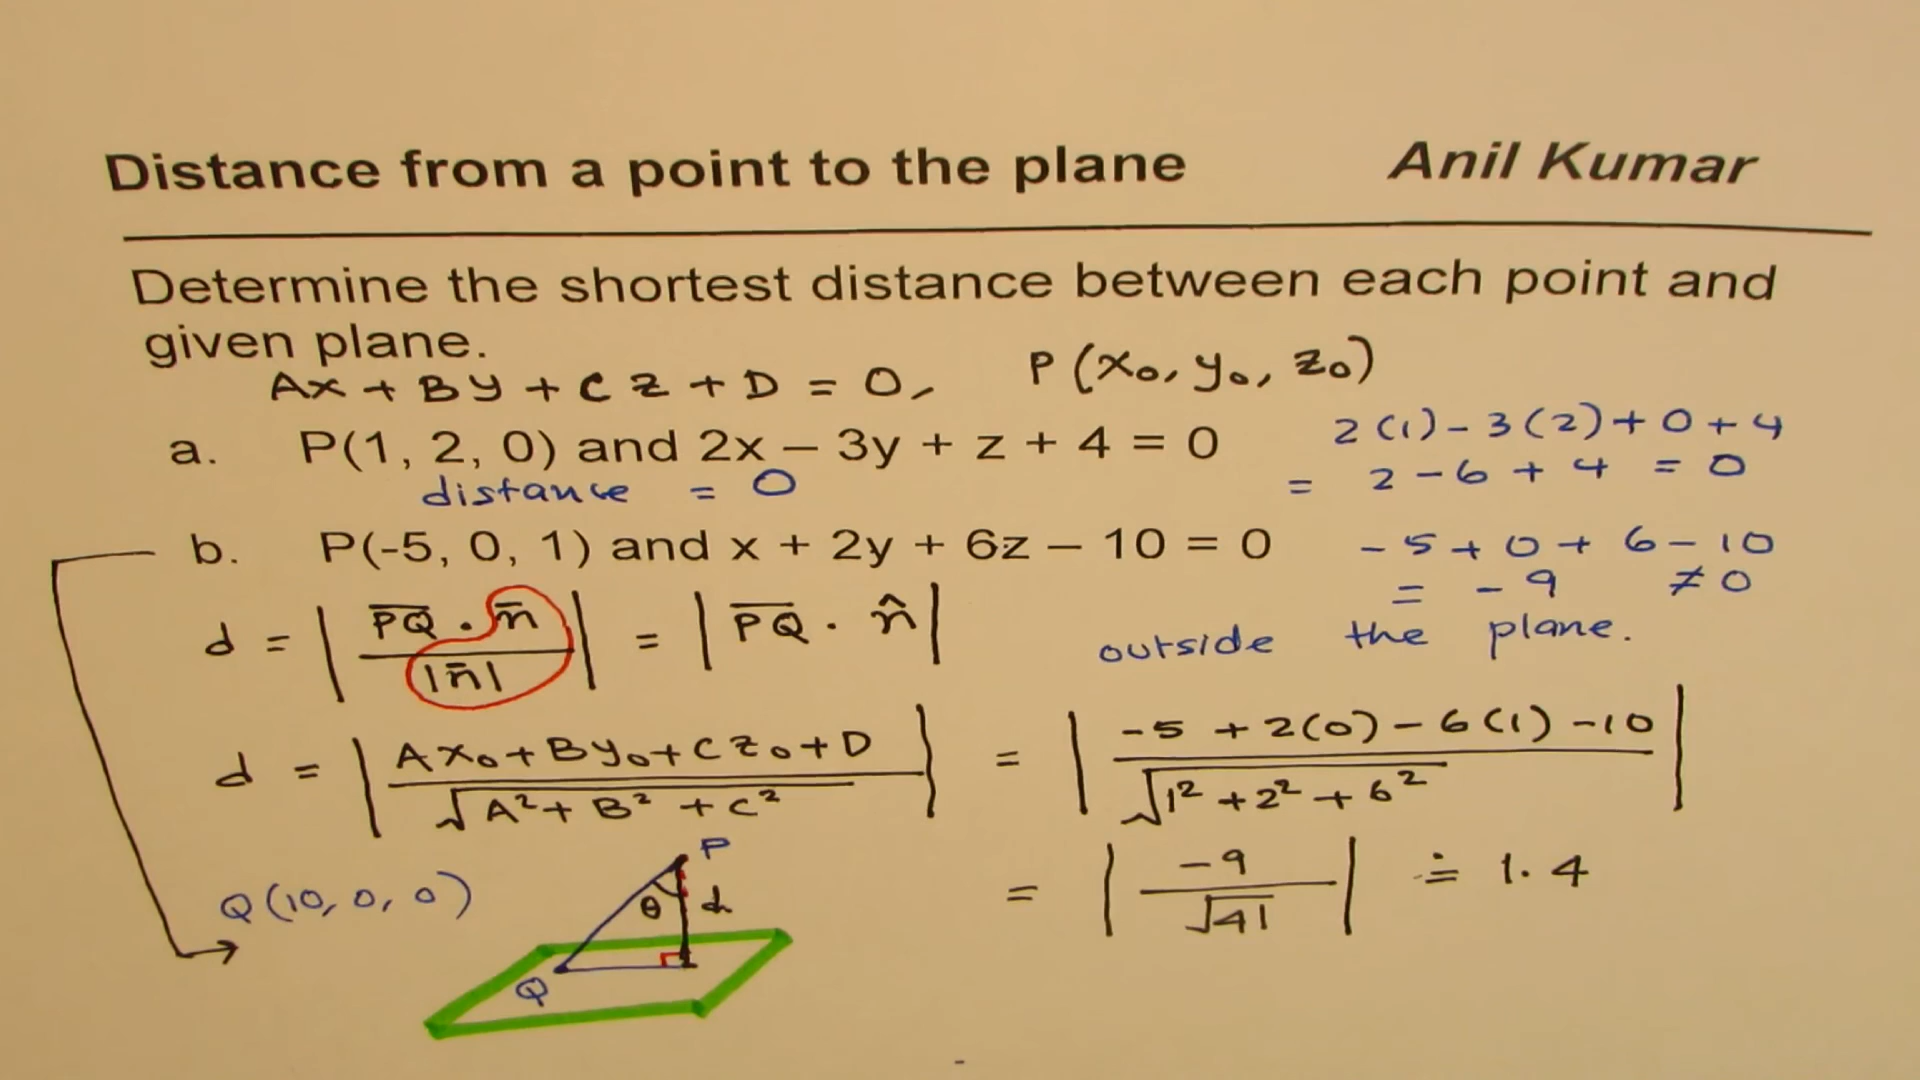 Distance from a point to the plane Anil Kumar
Determine the shortest distance between each point and
given plane.
Ax + By + Cz + D = 0, P(x₀, y₀, z₀)
a. P(1, 2, 0) and 2x – 3y + z + 4 = 0
2(1) - 3(2) + 0 + 4
= 2 - 6 + 4 = 0
distance = 0
b. P(-5, 0, 1) and x + 2y + 6z – 10 = 0
-5 + 0 + 6 - 10
= -9 ≠ 0
outside the plane.
d = | P̅Q̅ · n̅ / |n̅| | = | P̅Q̅ · n̂ |
d = | Ax₀ + By₀ + Cz₀ + D / √A² + B² + C² | = | -5 + 2(0) - 6(1) - 10 / √1² + 2² + 6² |
= | -9 / √41 | ≐ 1.4
Q(10, 0, 0)
P
θ d
Q